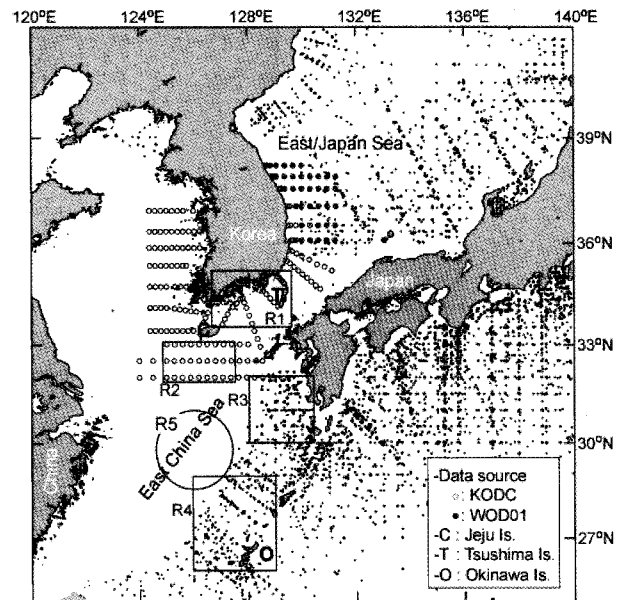 120°E 124°E 128°E 132°E 136°E 140°E
39°N
East/Japan Sea
Korea
36°N
Japan
T
R1
33°N
R2
R3
R5
30°N
East China Sea
China
R4
O
27°N
-Data source
○ : KODC
● : WOD01
-C : Jeju Is.
-T : Tsushima Is.
-O : Okinawa Is.